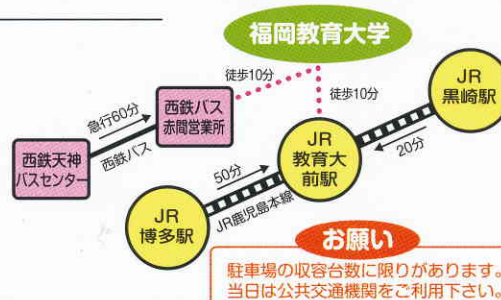 福岡教育大学
徒歩10分
徒歩10分
JR
黒崎駅
急行60分
西鉄バス
赤間営業所
西鉄天神
バスセンター
西鉄バス
JR
教育大
前駅
20分
50分
JR鹿児島本線
JR
博多駅
お願い
駐車場の収容台数に限りがあります。
当日は公共交通機関をご利用下さい。